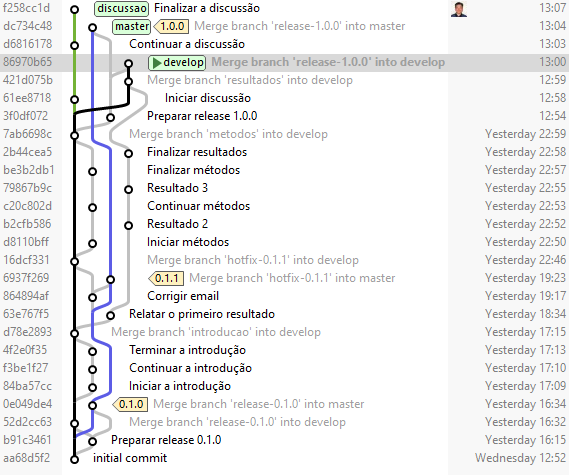 f258cc1d discussao Finalizar a discussão 13:07
dc734c48 master 1.0.0 Merge branch 'release-1.0.0' into master 13:04
d6816178 Continuar a discussão 13:03
86970b65 develop Merge branch 'release-1.0.0' into develop 13:00
421d075b Merge branch 'resultados' into develop 12:59
61ee8718 Iniciar discussão 12:58
3f0df072 Preparar release 1.0.0 12:54
7ab6698c Merge branch 'metodos' into develop Yesterday 22:59
2b44cea5 Finalizar resultados Yesterday 22:58
be3b2db1 Finalizar métodos Yesterday 22:57
79867b9c Resultado 3 Yesterday 22:55
c20c802d Continuar métodos Yesterday 22:53
b2cfb586 Resultado 2 Yesterday 22:52
d8110bff Iniciar métodos Yesterday 22:50
16dcf331 Merge branch 'hotfix-0.1.1' into develop Yesterday 22:46
6937f269 0.1.1 Merge branch 'hotfix-0.1.1' into master Yesterday 19:23
864894af Corrigir email Yesterday 19:17
63e767f5 Relatar o primeiro resultado Yesterday 18:34
d78e2893 Merge branch 'introducao' into develop Yesterday 17:15
4f2e0f35 Terminar a introdução Yesterday 17:13
f3be1f27 Continuar a introdução Yesterday 17:10
84ba57cc Iniciar a introdução Yesterday 17:09
0e049de4 0.1.0 Merge branch 'release-0.1.0' into master Yesterday 16:34
52d2cc63 Merge branch 'release-0.1.0' into develop Yesterday 16:32
b91c3461 Preparar release 0.1.0 Yesterday 16:15
aa68d5f2 initial commit Wednesday 12:52